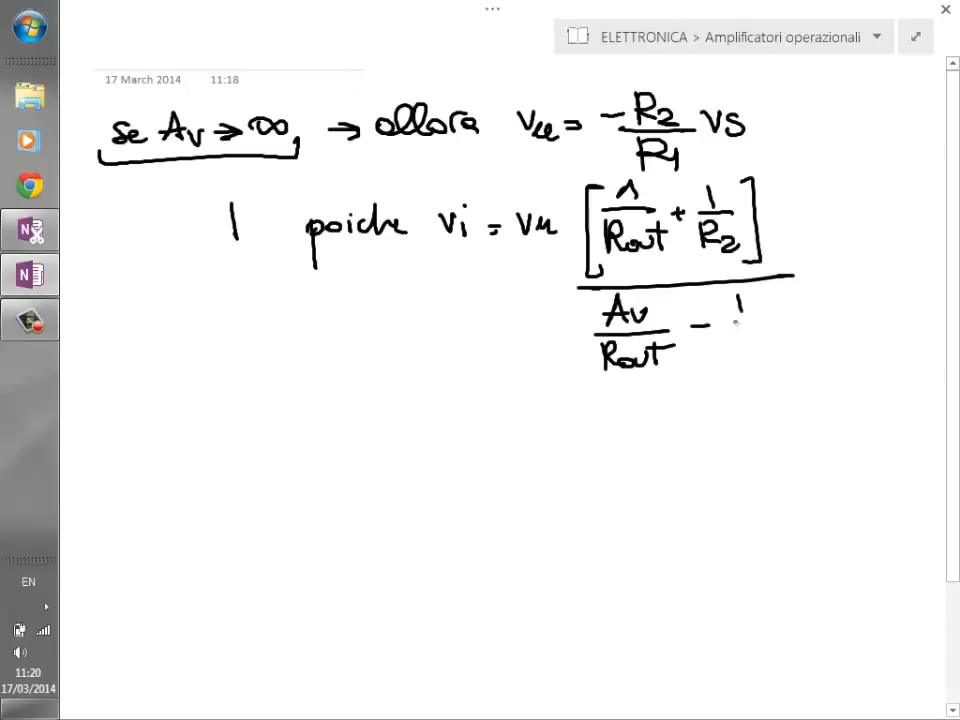 ELETTRONICA > Amplificatori operazionali
17 March 2014 11:18
se Av → ∞, → allora vu = -R2/R1 vs
1 poiche vi = vu [1/Rout + 1/R2]
Av/Rout - 1
EN
11:20
17/03/2014